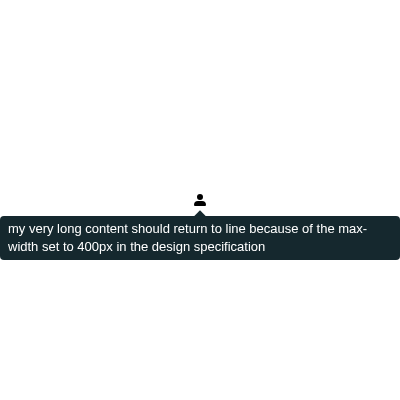 my very long content should return to line because of the max-
width set to 400px in the design specification